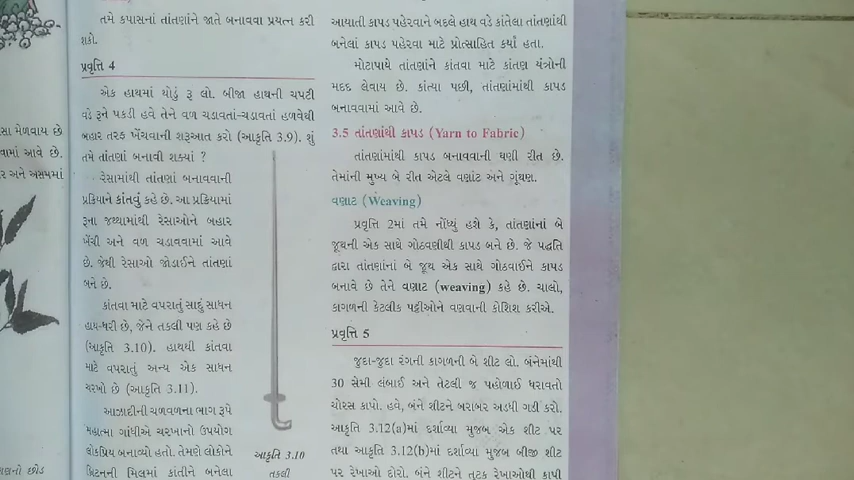 સા મેળવાય છે
વામાં આવે છે.
ર અને અસમમાં
ણનો છોડ
તમે કપાસનાં તાંતણાંને જાતે બનાવવા પ્રયત્ન કરી
શકો.
પ્રવૃત્તિ 4
એક હાથમાં થોડું રૂ લો. બીજા હાથની ચપટી
વડે રૂને પકડી હવે તેને વળ ચડાવતાં-ચડાવતાં હળવેથી
બહાર તરફ ખેંચવાની શરૂઆત કરો (આકૃતિ 3.9). શું
તમે તાંતણાં બનાવી શક્યાં ?
રેસામાંથી તાંતણાં બનાવવાની
પ્રક્રિયાને કાંતવું કહે છે. આ પ્રક્રિયામાં
રૂના જથ્થામાંથી રેસાઓને બહાર
ખેંચી અને વળ ચડાવવામાં આવે
છે. જેથી રેસાઓ જોડાઈને તાંતણાં
બને છે.
કાંતવા માટે વપરાતું સાદું સાધન
હાથ-ધરી છે, જેને તકલી પણ કહે છે
(આકૃતિ 3.10). હાથથી કાંતવા
માટે વપરાતું અન્ય એક સાધન
ચરખો છે (આકૃતિ 3.11).
આઝાદીની ચળવળના ભાગ રૂપે
મહાત્મા ગાંધીએ ચરખાનો ઉપયોગ
લોકપ્રિય બનાવ્યો હતો. તેમણે લોકોને
બ્રિટનની મિલમાં કાંતીને બનેલા
આકૃતિ 3.10
તકલી
આયાતી કાપડ પહેરવાને બદલે હાથ વડે કાંતેલા તાંતણાંથી
બનેલાં કાપડ પહેરવા માટે પ્રોત્સાહિત કર્યાં હતા.
મોટાપાયે તાંતણાંને કાંતવા માટે કાંતણ યંત્રોની
મદદ લેવાય છે. કાંત્યા પછી, તાંતણાંમાંથી કાપડ
બનાવવામાં આવે છે.
3.5 તાંતણાંથી કાપડ (Yarn to Fabric)
તાંતણાંમાંથી કાપડ બનાવવાની ઘણી રીત છે.
તેમાંની મુખ્ય બે રીત એટલે વણાંટ અને ગૂંથણ.
વણાટ (Weaving)
પ્રવૃત્તિ 2માં તમે નોંધ્યું હશે કે, તાંતણાંનાં બે
જૂથની એક સાથે ગોઠવણીથી કાપડ બને છે. જે પદ્ધતિ
દ્વારા તાંતણાંનાં બે જૂથ એક સાથે ગોઠવાઈને કાપડ
બનાવે છે તેને વણાટ (weaving) કહે છે. ચાલો,
કાગળની કેટલીક પટ્ટીઓને વણવાની કોશિશ કરીએ.
પ્રવૃત્તિ 5
જુદા-જુદા રંગની કાગળની બે શીટ લો. બંનેમાંથી
30 સેમી લંબાઈ અને તેટલી જ પહોળાઈ ધરાવતો
ચોરસ કાપો. હવે, બંને શીટને બરાબર અડધી ગડી કરો.
આકૃતિ 3.12(a)માં દર્શાવ્યા મુજબ એક શીટ પર
તથા આકૃતિ 3.12(b)માં દર્શાવ્યા મુજબ બીજી શીટ
પર રેખાઓ દોરો. બંને શીટને તૂટક રેખાઓથી કાપી